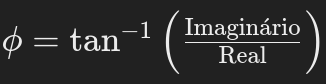 ϕ = tan⁻¹ (Imaginário / Real)